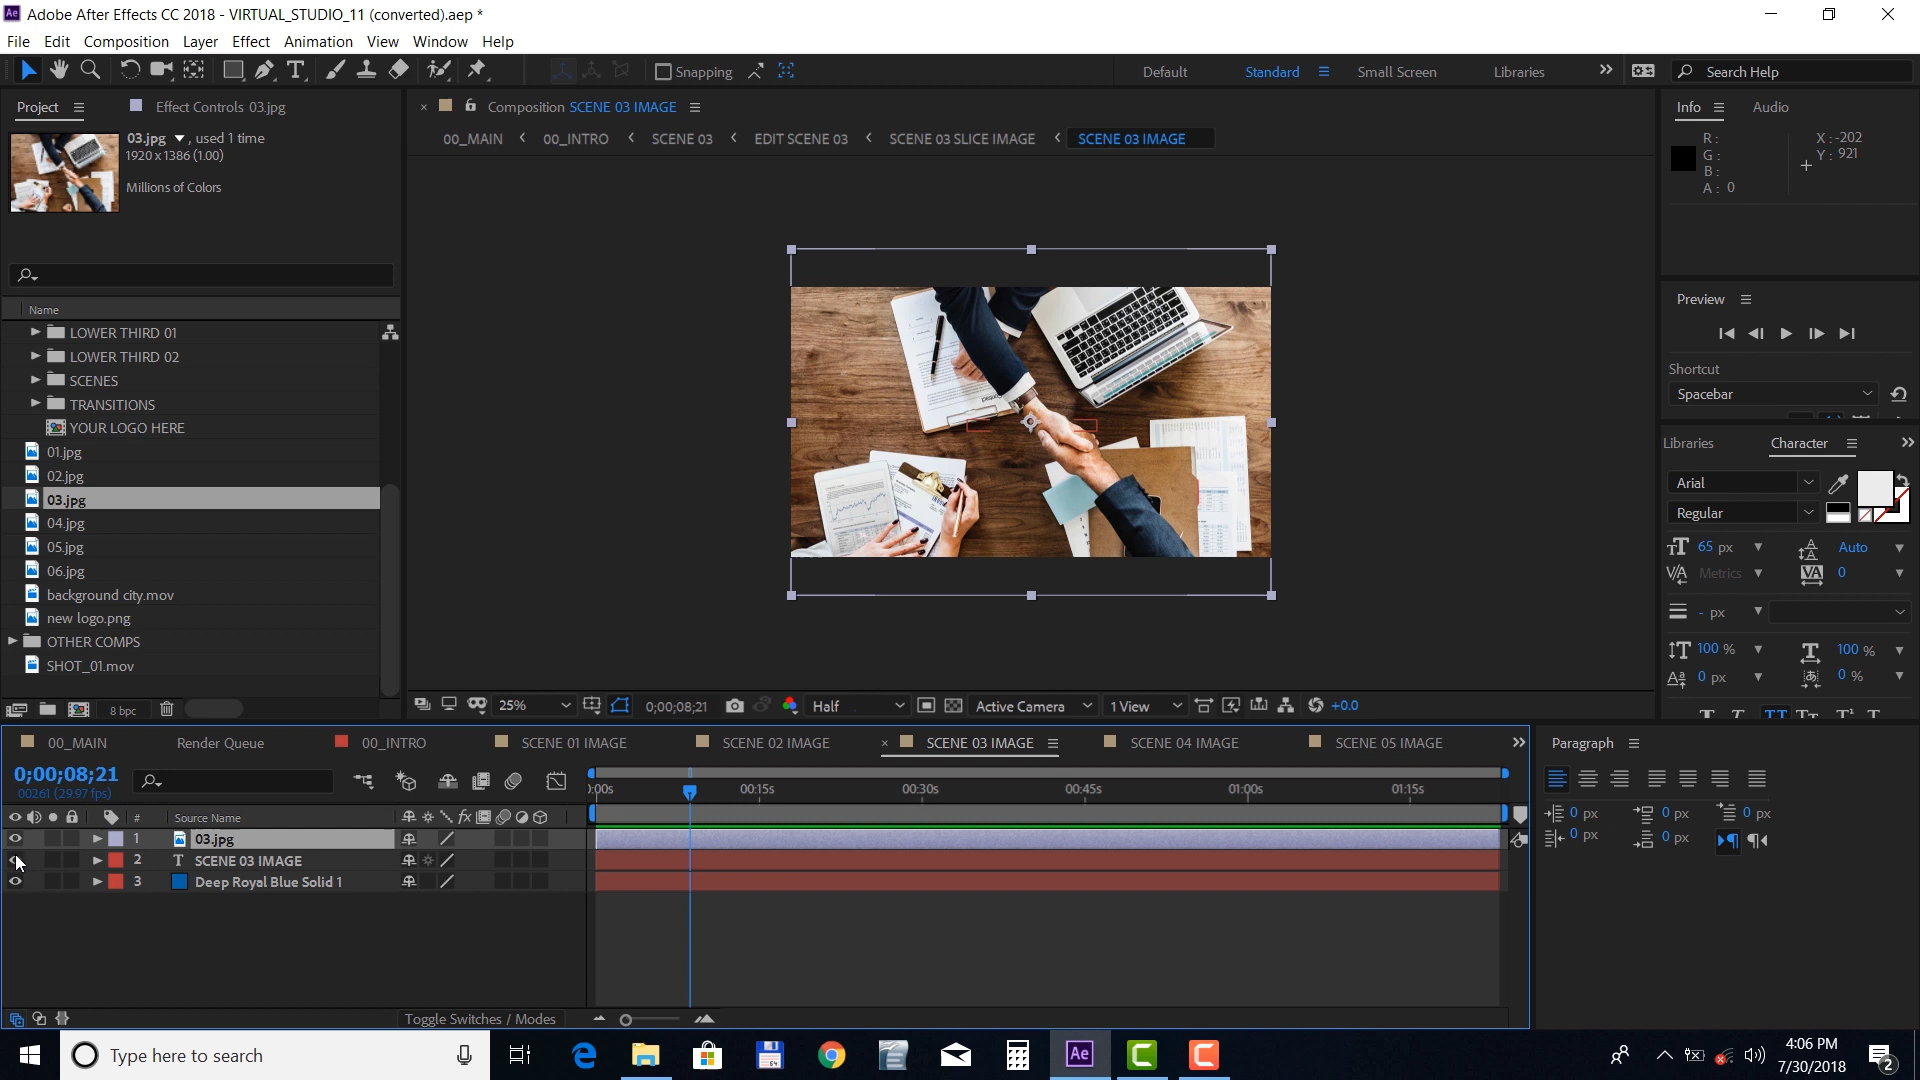 Adobe After Effects CC 2018 - VIRTUAL_STUDIO_11 (converted).aep *
File Edit Composition Layer Effect Animation View Window Help
Snapping Default Standard Small Screen Libraries Search Help
Project Effect Controls 03.jpg
03.jpg , used 1 time
1920 x 1386 (1.00)
Millions of Colors
Name
LOWER THIRD 01
LOWER THIRD 02
SCENES
TRANSITIONS
YOUR LOGO HERE
01.jpg
02.jpg
03.jpg
04.jpg
05.jpg
06.jpg
background city.mov
new logo.png
OTHER COMPS
SHOT_01.mov
8 bpc
Composition SCENE 03 IMAGE
00_MAIN 00_INTRO SCENE 03 EDIT SCENE 03 SCENE 03 SLICE IMAGE SCENE 03 IMAGE
25% 0;00;08;21 Half Active Camera 1 View +0.0
Info Audio
R: X : -202
G: Y : 921
B:
A: 0
Preview
Shortcut
Spacebar
Libraries Character
Arial
Regular
65 px Auto
Metrics 0
- px
100 % 100 %
0 px 0 %
00_MAIN Render Queue 00_INTRO SCENE 01 IMAGE SCENE 02 IMAGE SCENE 03 IMAGE SCENE 04 IMAGE SCENE 05 IMAGE
0;00;08;21
00261 (29.97 fps)
# Source Name
1 03.jpg
2 T SCENE 03 IMAGE
3 Deep Royal Blue Solid 1
):00s 00:15s 00:30s 00:45s 01:00s 01:15s
Toggle Switches / Modes
Paragraph
0 px 0 px 0 px
0 px 0 px
Type here to search
4:06 PM
7/30/2018
2